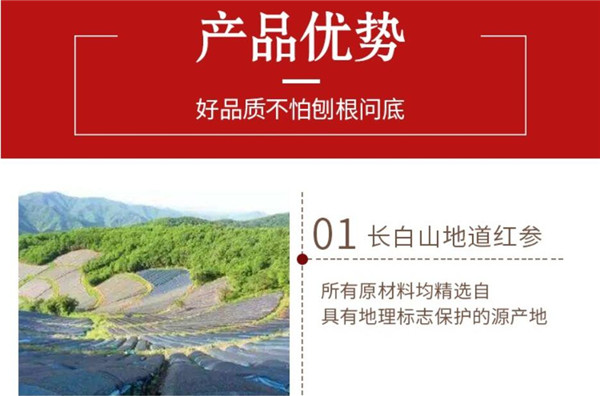 产品优势
好品质不怕刨根问底
01 长白山地道红参
所有原材料均精选自
具有地理标志保护的源产地